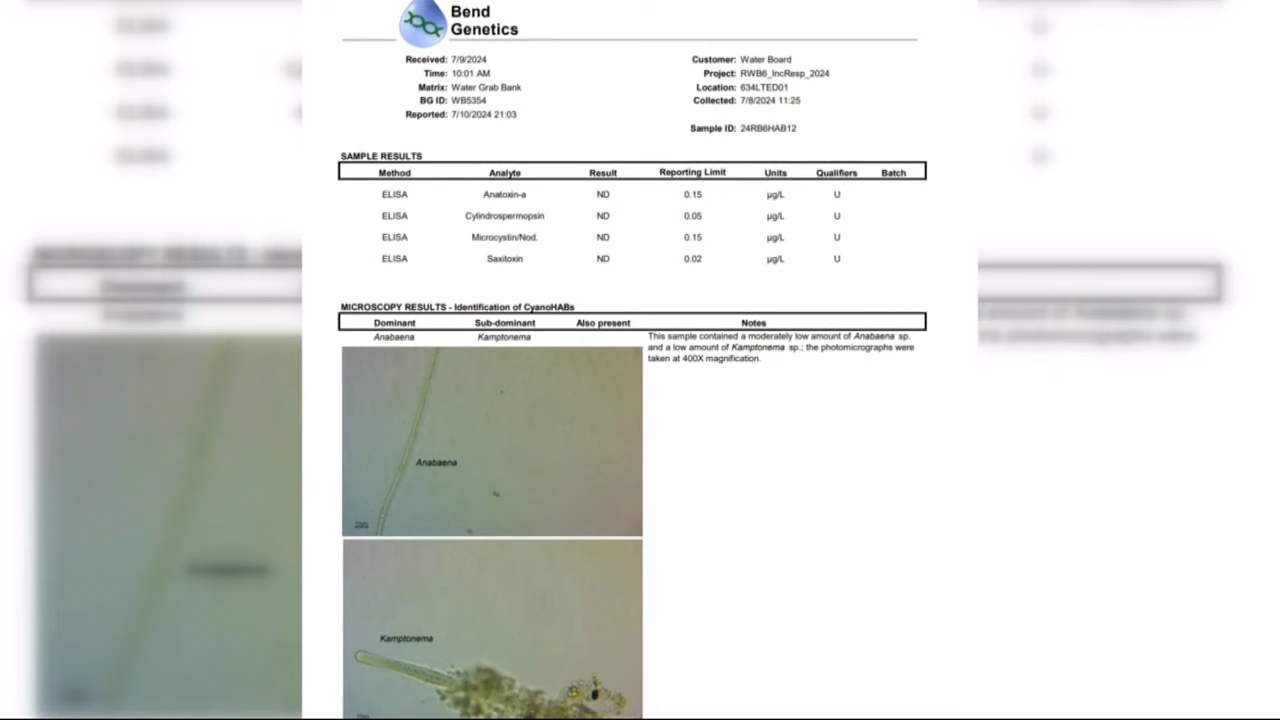 Bend
Genetics
Received: 7/9/2024
Time: 10:01 AM
Matrix: Water Grab Bank
BG ID: WB5354
Reported: 7/10/2024 21:03
Customer: Water Board
Project: RWB6_IncResp_2024
Location: 634LTED01
Collected: 7/8/2024 11:25
Sample ID: 24RB6HAB12
SAMPLE RESULTS
Method Analyte Result Reporting Limit Units Qualifiers Batch
ELISA Anatoxin-a ND 0.15 µg/L U
ELISA Cylindrospermopsin ND 0.05 µg/L U
ELISA Microcystin/Nod. ND 0.15 µg/L U
ELISA Saxitoxin ND 0.02 µg/L U
MICROSCOPY RESULTS - Identification of CyanoHABs
Dominant Sub-dominant Also present Notes
Anabaena Kamptonema
This sample contained a moderately low amount of Anabaena sp.
and a low amount of Kamptonema sp.; the photomicrographs were
taken at 400X magnification.
Anabaena
Kamptonema